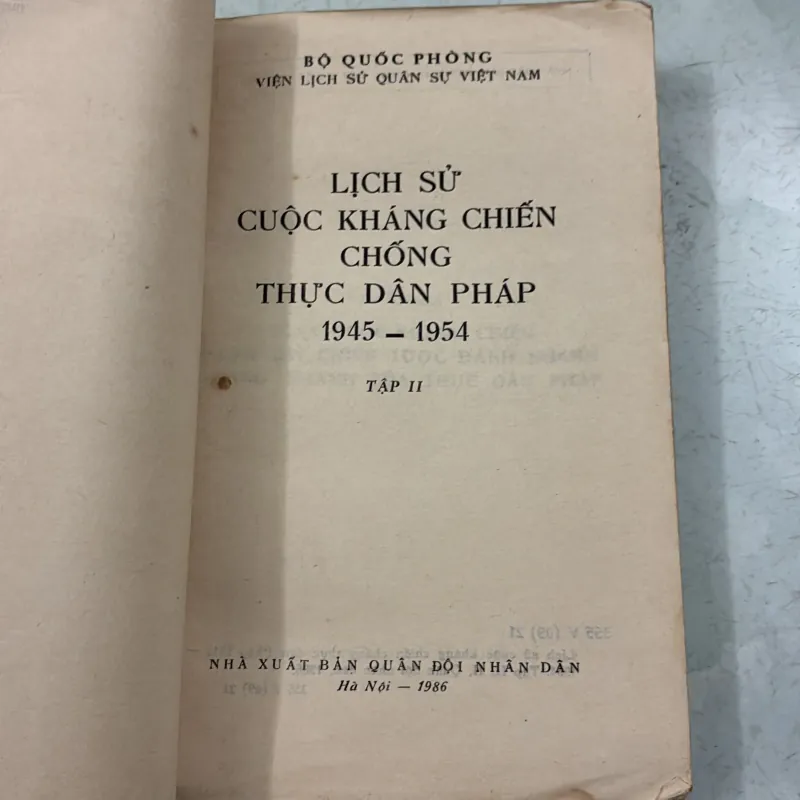 BỘ QUỐC PHÒNG
VIỆN LỊCH SỬ QUÂN SỰ VIỆT NAM
LỊCH SỬ
CUỘC KHÁNG CHIẾN
CHỐNG
THỰC DÂN PHÁP
1945 — 1954
TẬP II
NHÀ XUẤT BẢN QUÂN ĐỘI NHÂN DÂN
Hà Nội — 1986